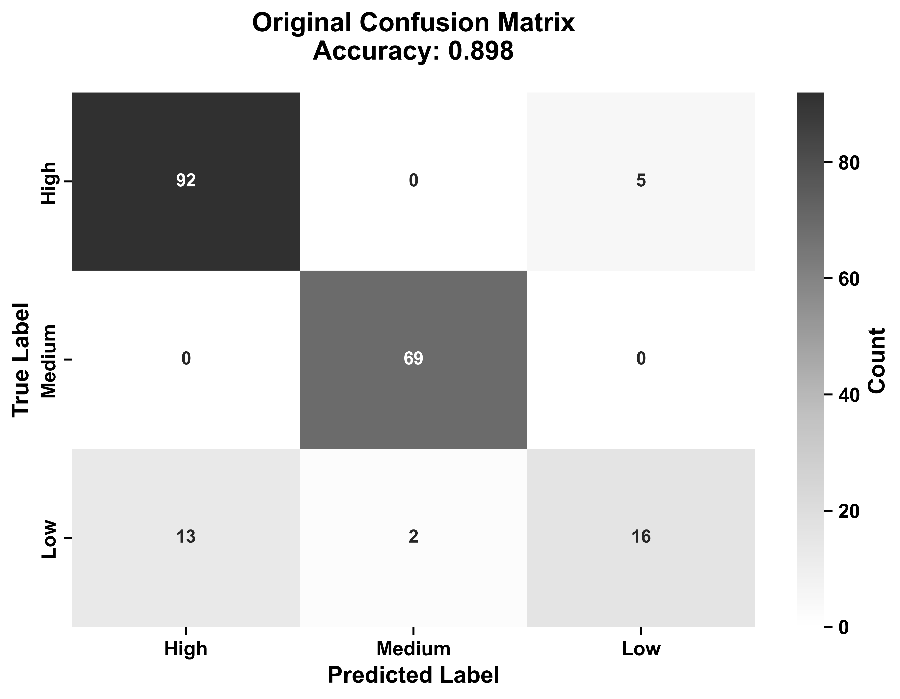 Original Confusion Matrix
Accuracy: 0.898
True Label
High
92
0
5
Medium
0
69
0
Low
13
2
16
High
Medium
Low
Predicted Label
80
60
40
20
0
Count